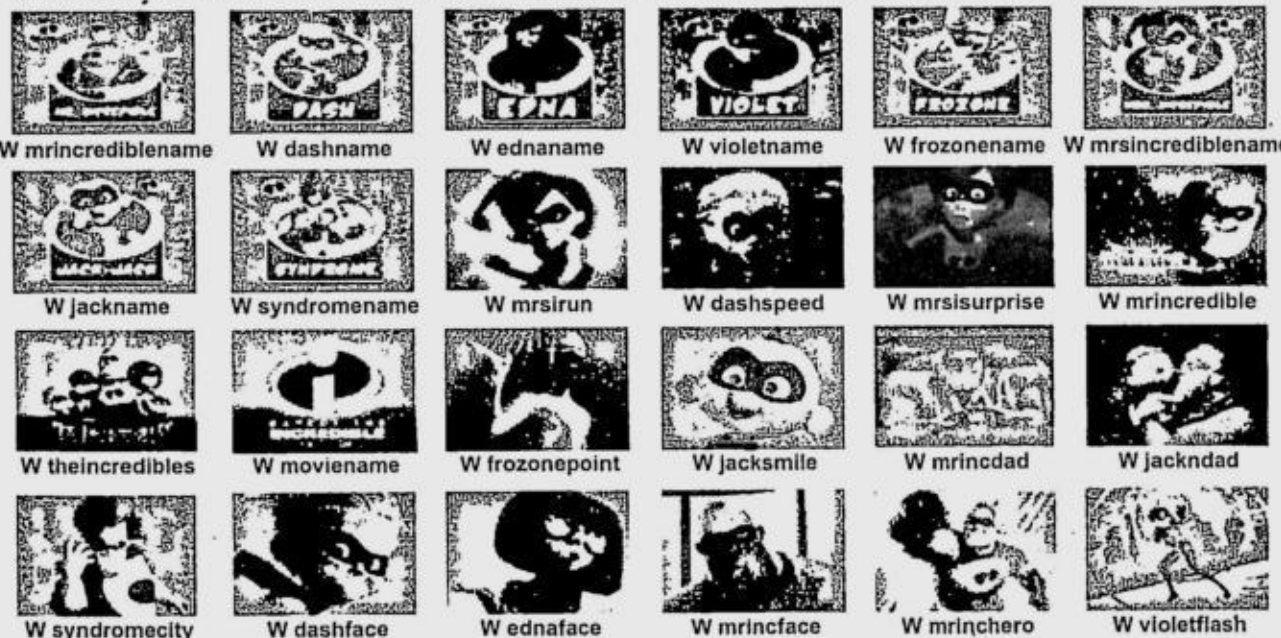 DASH
EDNA
VIOLET
FROZONE
W mrincrediblename W dashname W ednaname W violetname W frozonename W mrsincrediblename
JACK-JACK
SYNDROME
W jackname W syndromename W mrsirun W dashspeed W mrsisurprise W mrincredible
INCREDIBLE
W theincredibles W moviename W frozonepoint W jacksmile W mrincdad W jackndad
W syndromecity W dashface W ednaface W mrincface W mrinchero W violetflash